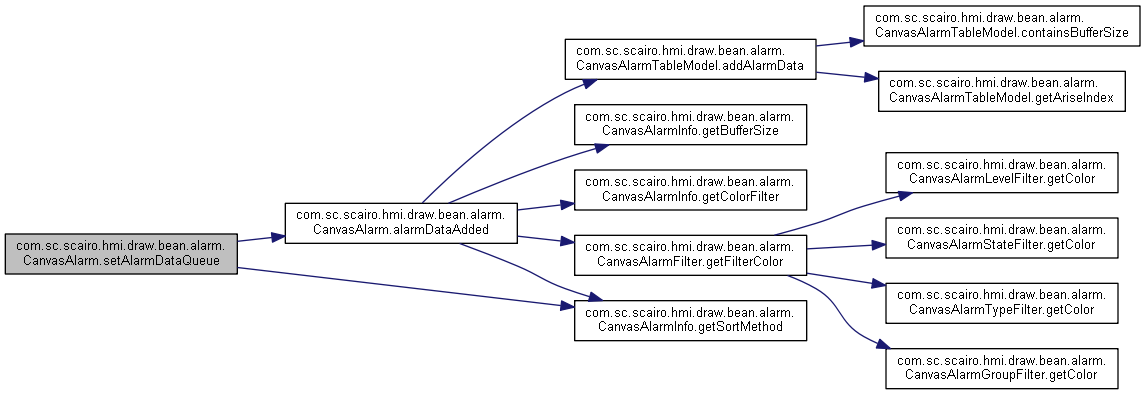 com.sc.scairo.hmi.draw.bean.alarm.
CanvasAlarm.setAlarmDataQueue
com.sc.scairo.hmi.draw.bean.alarm.
CanvasAlarm.alarmDataAdded
com.sc.scairo.hmi.draw.bean.alarm.
CanvasAlarmTableModel.addAlarmData
com.sc.scairo.hmi.draw.bean.alarm.
CanvasAlarmInfo.getBufferSize
com.sc.scairo.hmi.draw.bean.alarm.
CanvasAlarmInfo.getColorFilter
com.sc.scairo.hmi.draw.bean.alarm.
CanvasAlarmFilter.getFilterColor
com.sc.scairo.hmi.draw.bean.alarm.
CanvasAlarmInfo.getSortMethod
com.sc.scairo.hmi.draw.bean.alarm.
CanvasAlarmTableModel.containsBufferSize
com.sc.scairo.hmi.draw.bean.alarm.
CanvasAlarmTableModel.getAriseIndex
com.sc.scairo.hmi.draw.bean.alarm.
CanvasAlarmLevelFilter.getColor
com.sc.scairo.hmi.draw.bean.alarm.
CanvasAlarmStateFilter.getColor
com.sc.scairo.hmi.draw.bean.alarm.
CanvasAlarmTypeFilter.getColor
com.sc.scairo.hmi.draw.bean.alarm.
CanvasAlarmGroupFilter.getColor